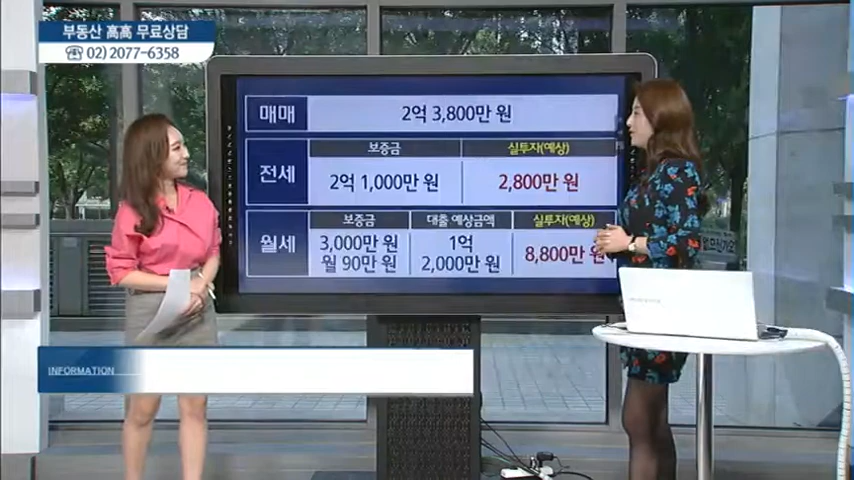 부동산 高高 무료상담
☎02) 2077-6358
매매
2억 3,800만 원
전세
보증금
실투자(예상)
2억 1,000만 원
2,800만 원
월세
보증금
대출 예상금액
실투자(예상)
3,000만 원
월 90만 원
1억
2,000만 원
8,800만 원
INFORMATION